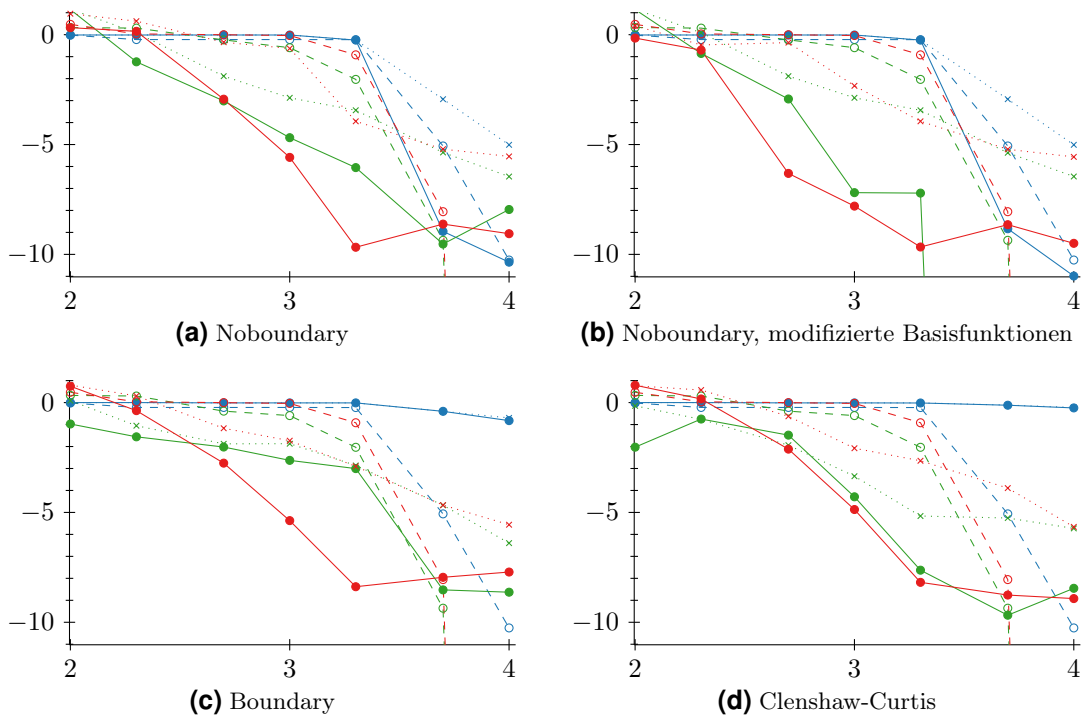 0
−5
−10
2 3 4
(a) Noboundary
0
−5
−10
2 3 4
(b) Noboundary, modifizierte Basisfunktionen
0
−5
−10
2 3 4
(c) Boundary
0
−5
−10
2 3 4
(d) Clenshaw-Curtis